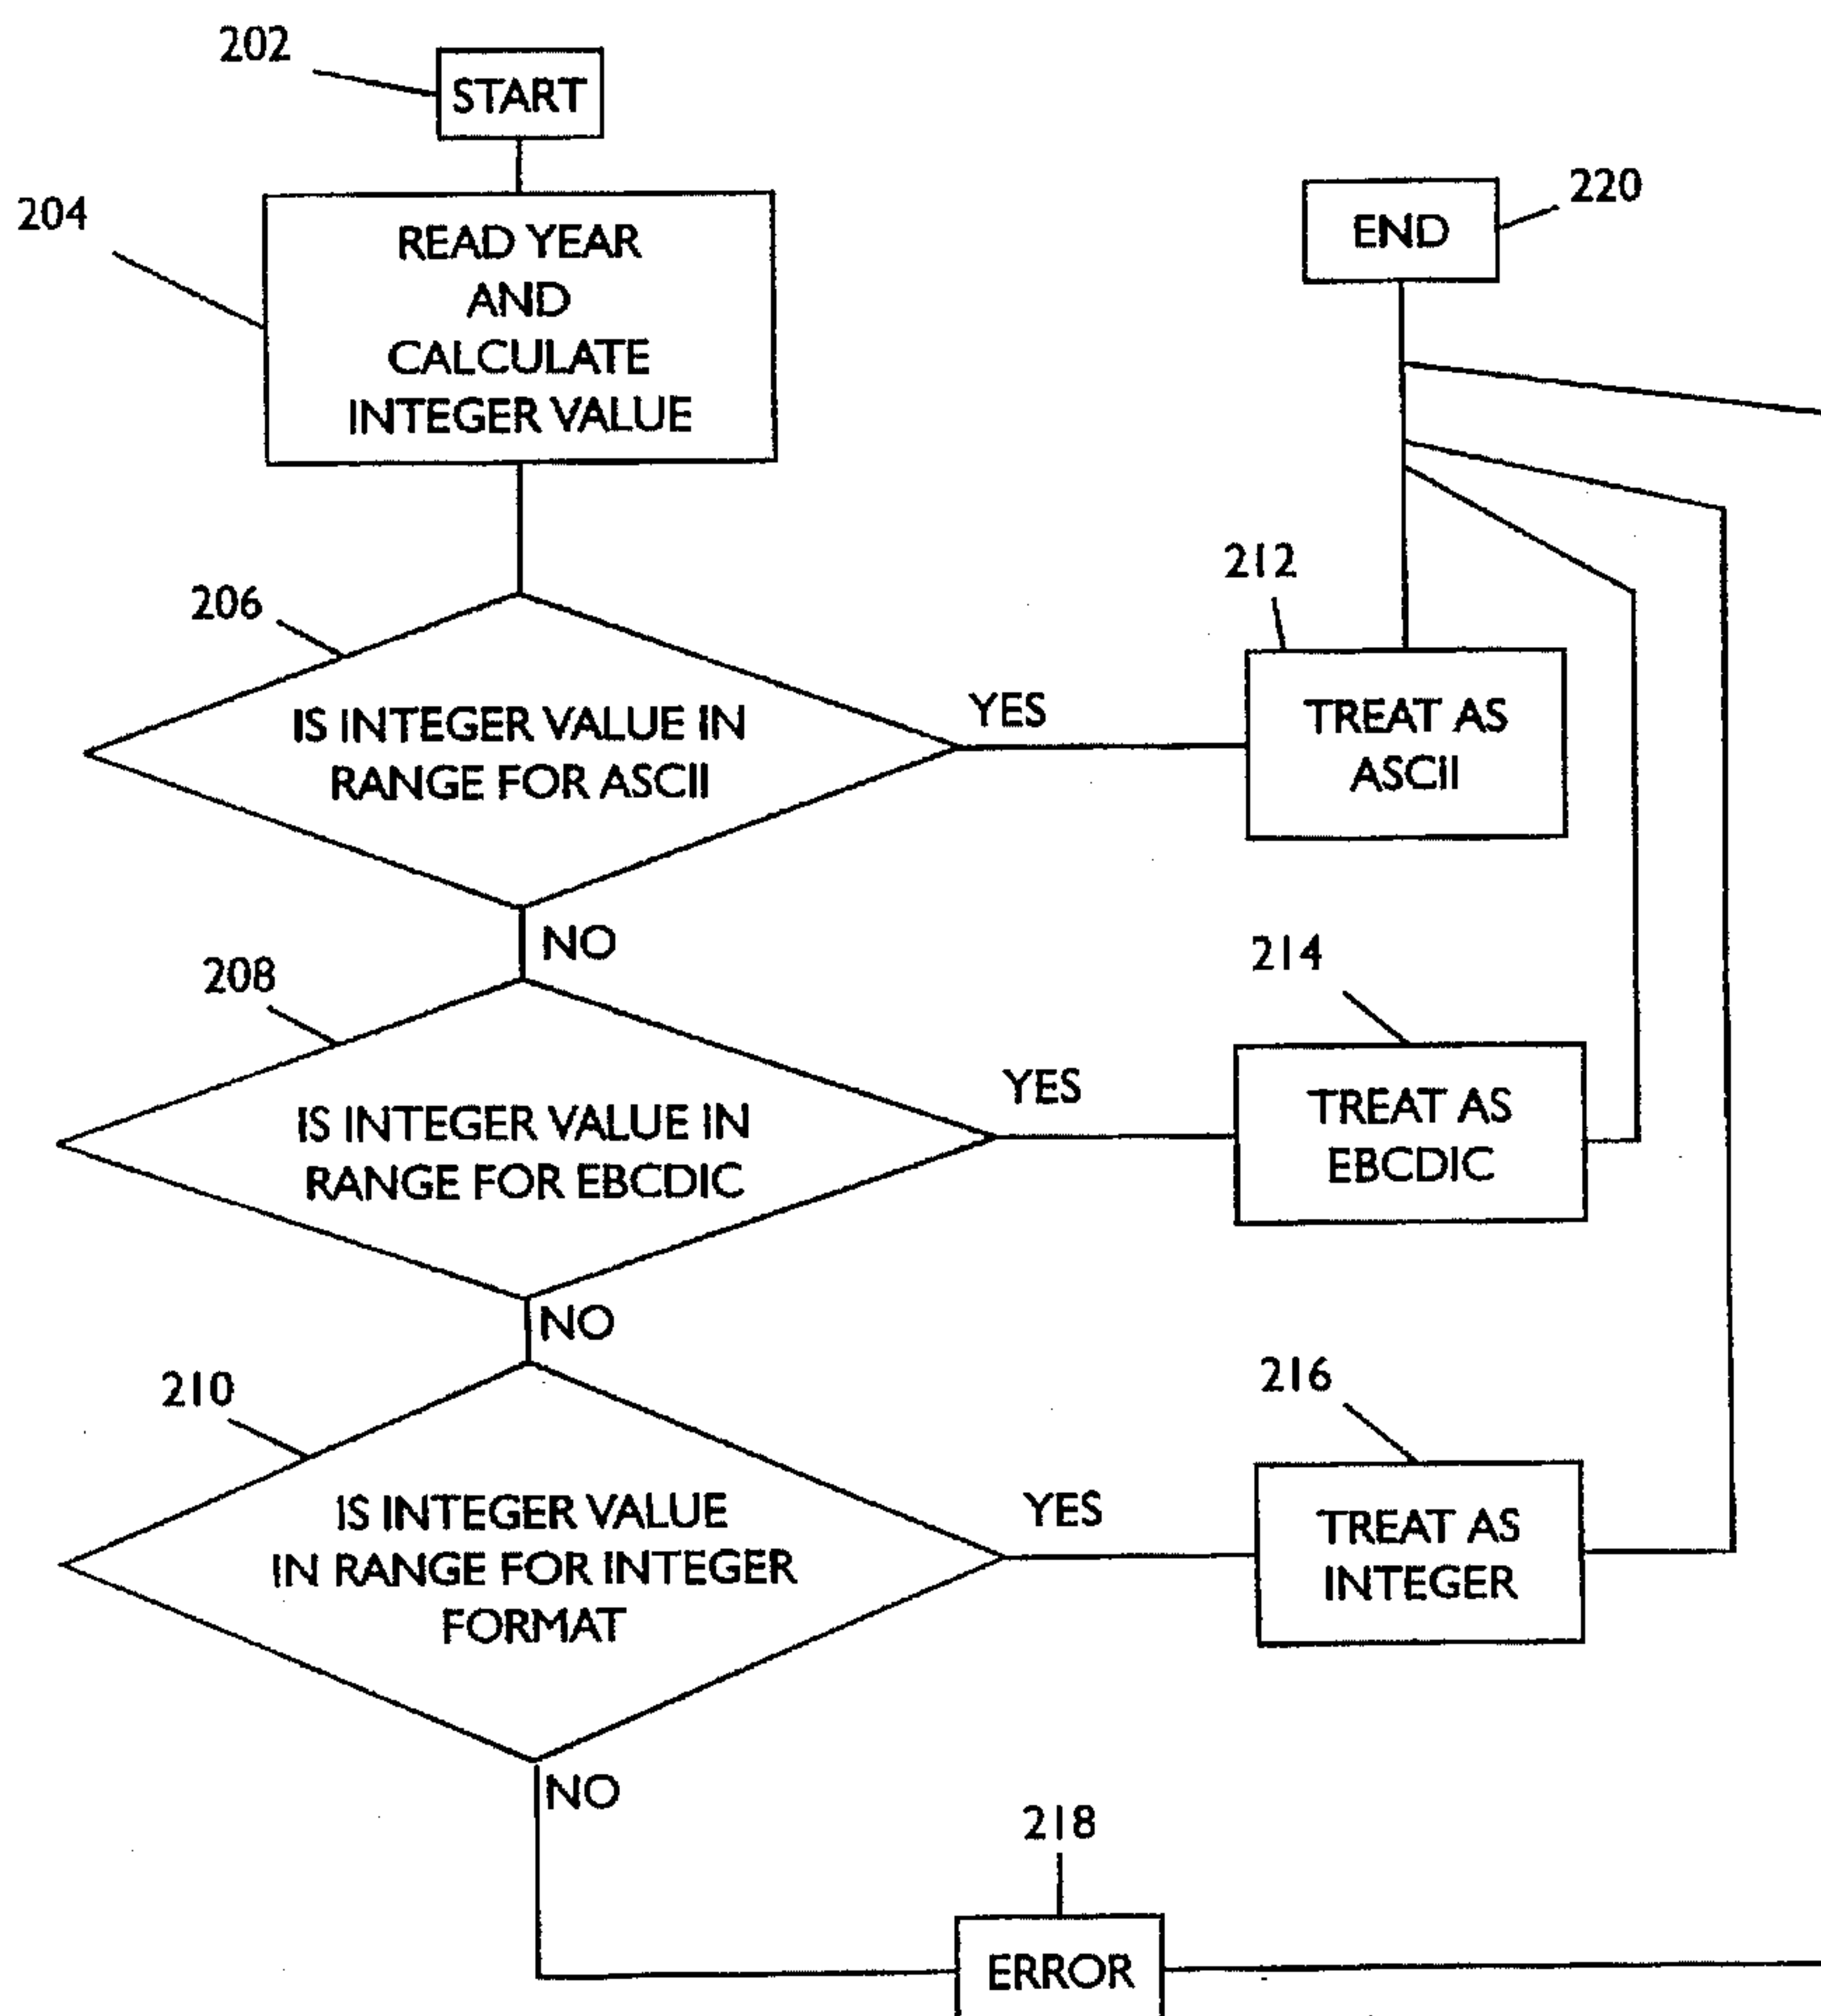 202
START
204
READ YEAR
AND
CALCULATE
INTEGER VALUE
220
END
206
IS INTEGER VALUE IN
RANGE FOR ASCII
YES
212
TREAT AS
ASCII
NO
208
IS INTEGER VALUE IN
RANGE FOR EBCDIC
YES
214
TREAT AS
EBCDIC
NO
210
IS INTEGER VALUE
IN RANGE FOR INTEGER
FORMAT
YES
216
TREAT AS
INTEGER
NO
218
ERROR